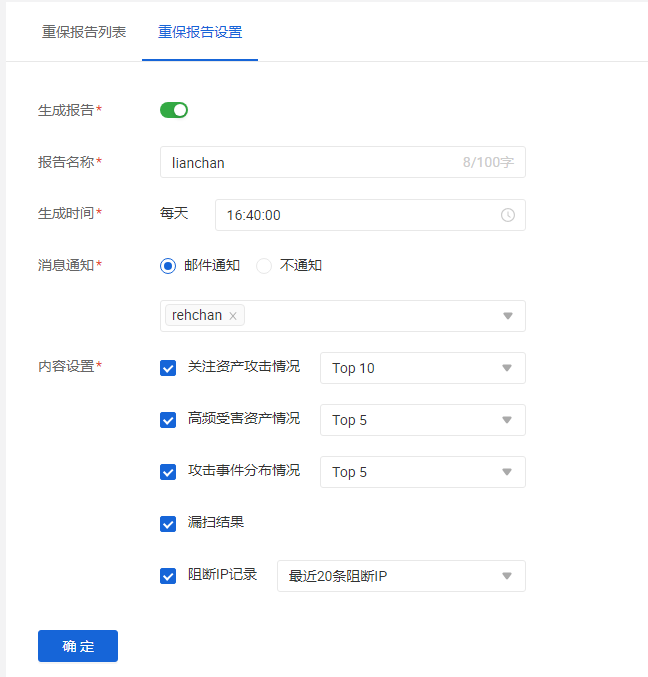 重保报告列表 重保报告设置
生成报告*
报告名称* lianchan 8/100字
生成时间* 每天 16:40:00
消息通知* 邮件通知 不通知
rehchan ×
内容设置* 关注资产攻击情况 Top 10
高频受害资产情况 Top 5
攻击事件分布情况 Top 5
漏扫结果
阻断IP记录 最近20条阻断IP
确 定